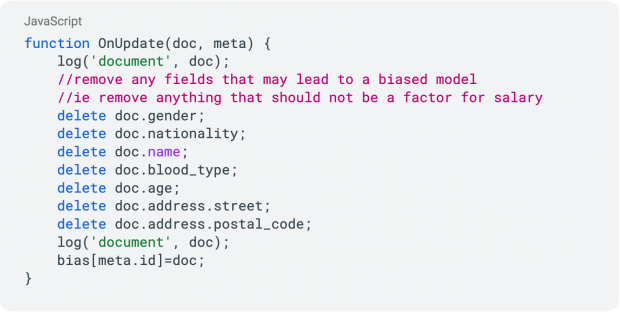 JavaScript
function OnUpdate(doc, meta) {
    log('document', doc);
    //remove any fields that may lead to a biased model
    //ie remove anything that should not be a factor for salary
    delete doc.gender;
    delete doc.nationality;
    delete doc.name;
    delete doc.blood_type;
    delete doc.age;
    delete doc.address.street;
    delete doc.address.postal_code;
    log('document', doc);
    bias[meta.id]=doc;
}